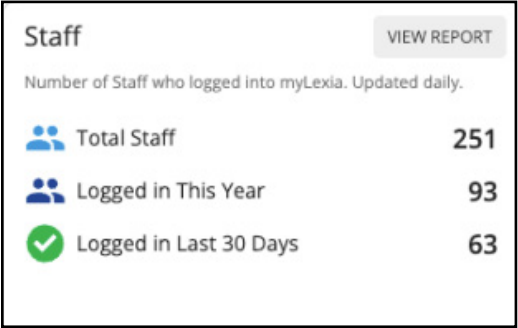 Staff VIEW REPORT
Number of Staff who logged into myLexia. Updated daily.
Total Staff 251
Logged in This Year 93
Logged in Last 30 Days 63